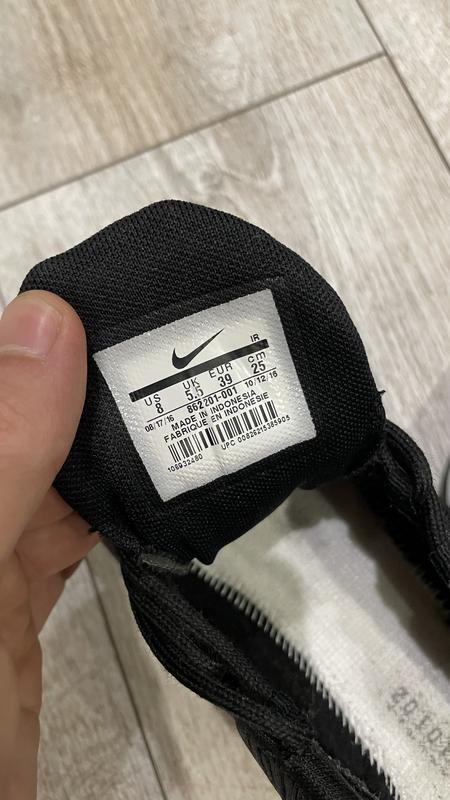 IR
US UK EUR cm
8 5.5 39 25
08/17/16 862201-001 10/12/16
MADE IN INDONESIA
FABRIQUE EN INDONÉSIE
106932480
UPC 00826215385905